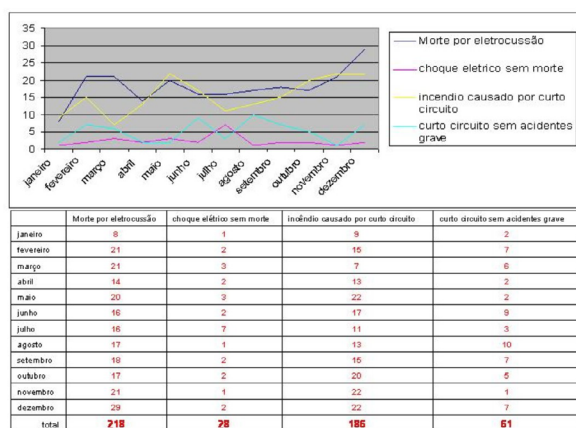 35
30
25
20
15
10
5
0
janeiro
fevereiro
março
abril
maio
junho
julho
agosto
setembro
outubro
novembro
dezembro
Morte por eletrocussão
choque eletrico sem morte
incendio causado por curto
circuito
curto circuito sem acidentes
grave
Morte por eletrocussão choque elétrico sem morte incêndio causado por curto circuito curto circuito sem acidentes grave
janeiro 8 1 9 2
fevereiro 21 2 15 7
março 21 3 7 6
abril 14 2 13 2
maio 20 3 22 2
junho 16 2 17 9
julho 16 7 11 3
agosto 17 1 13 10
setembro 18 2 15 7
outubro 17 2 20 5
novembro 21 1 22 1
dezembro 29 2 22 7
total 218 28 186 61